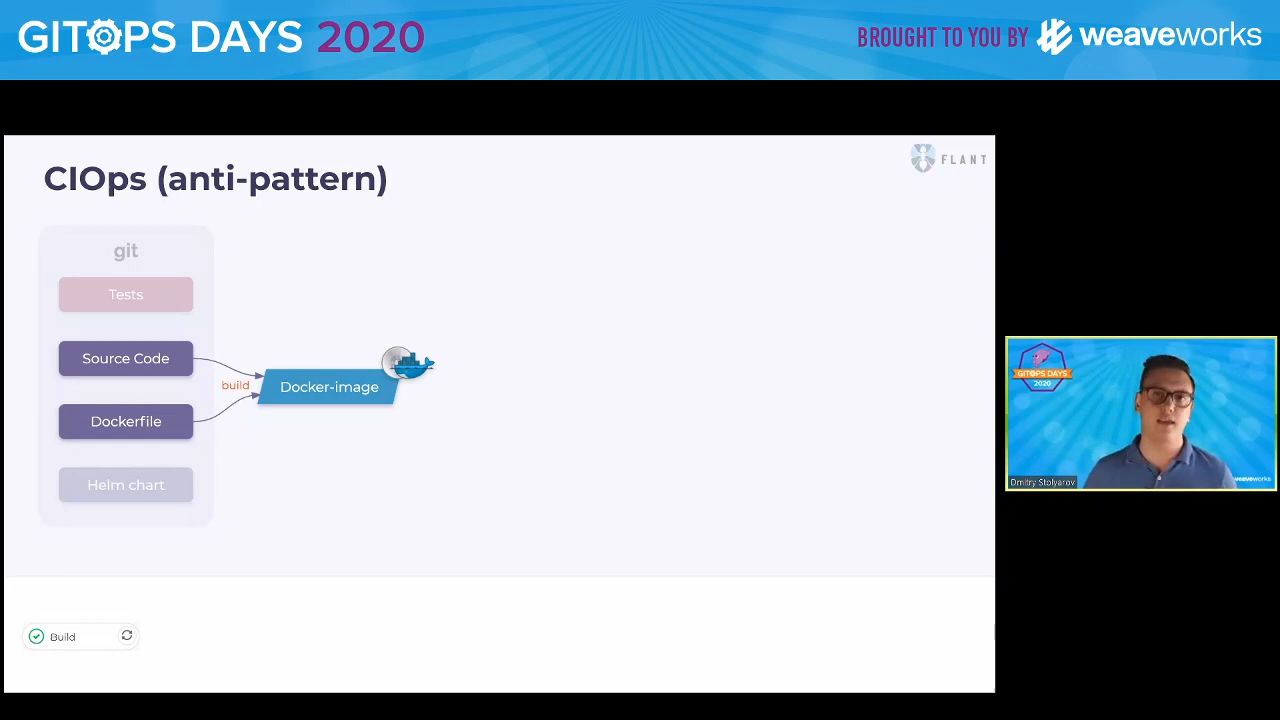 GITOPS DAYS 2020
BROUGHT TO YOU BY weaveworks
CIOps (anti-pattern)
FLANT
git
Tests
Source Code
build
Docker-image
Dockerfile
Helm chart
Build
GITOPS DAYS
2020
Dmitry Stolyarov
weaveworks